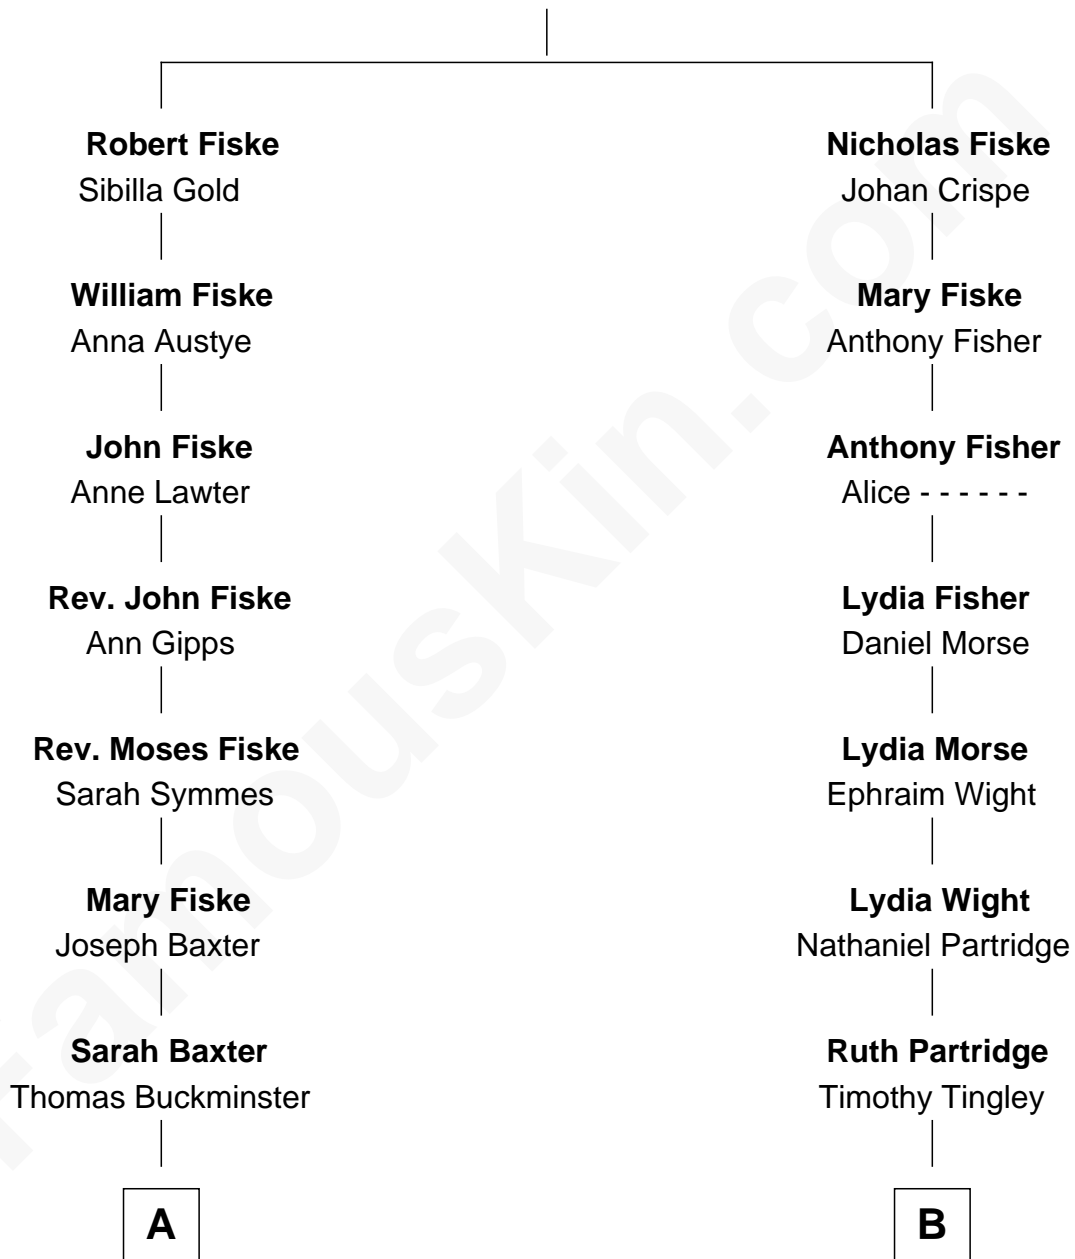 Robert Fiske
Sibilla Gold
William Fiske
Anna Austye
John Fiske
Anne Lawter
Rev. John Fiske
Ann Gipps
Rev. Moses Fiske
Sarah Symmes
Mary Fiske
Joseph Baxter
Sarah Baxter
Thomas Buckminster
A
Nicholas Fiske
Johan Crispe
Mary Fiske
Anthony Fisher
Anthony Fisher
Alice - - - - - -
Lydia Fisher
Daniel Morse
Lydia Morse
Ephraim Wight
Lydia Wight
Nathaniel Partridge
Ruth Partridge
Timothy Tingley
B
FamousKin.com